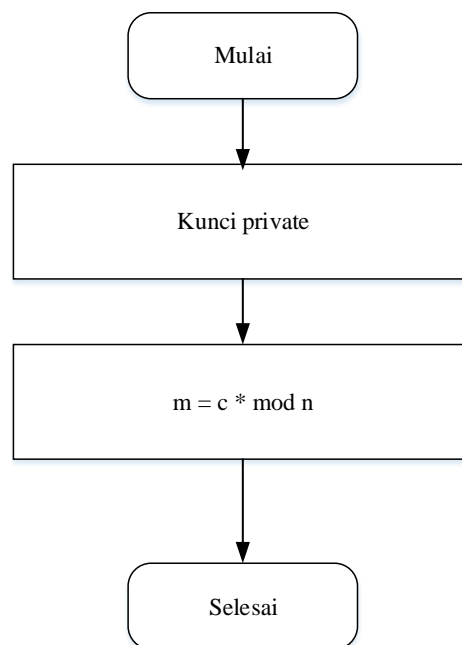 Mulai
Kunci private
m = c * mod n
Selesai